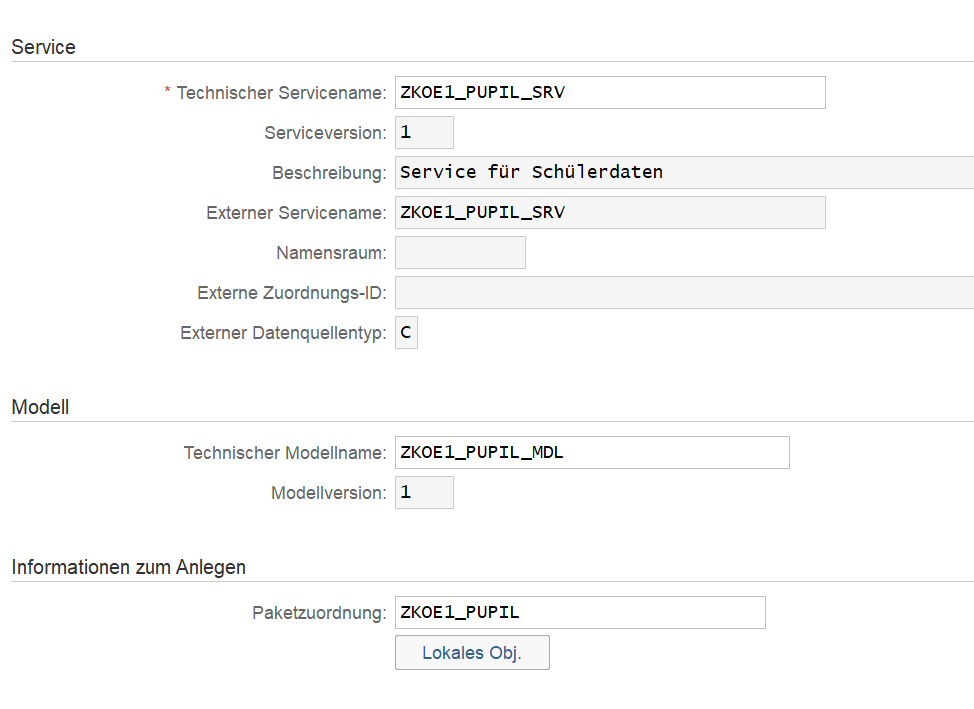 Service
* Technischer Servicename: ZKOE1_PUPIL_SRV
Serviceversion: 1
Beschreibung: Service für Schülerdaten
Externer Servicename: ZKOE1_PUPIL_SRV
Namensraum:
Externe Zuordnungs-ID:
Externer Datenquellentyp: C
Modell
Technischer Modellname: ZKOE1_PUPIL_MDL
Modellversion: 1
Informationen zum Anlegen
Paketzuordnung: ZKOE1_PUPIL
Lokales Obj.